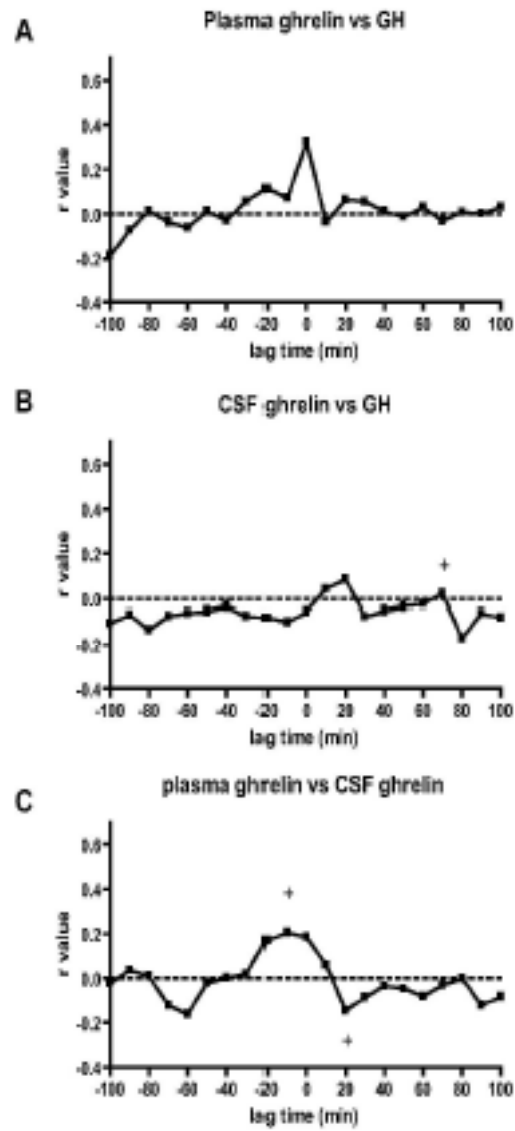 A
Plasma ghrelin vs GH
r value
0.6
0.4
0.2
0.0
-0.2
-0.4
-100 -80 -60 -40 -20 0 20 40 60 80 100
lag time (min)
B
CSF ghrelin vs GH
r value
0.6
0.4
0.2
0.0
-0.2
-0.4
+
-100 -80 -60 -40 -20 0 20 40 60 80 100
lag time (min)
C
plasma ghrelin vs CSF ghrelin
r value
0.6
0.4
0.2
0.0
-0.2
-0.4
+
+
-100 -80 -60 -40 -20 0 20 40 60 80 100
lag time (min)